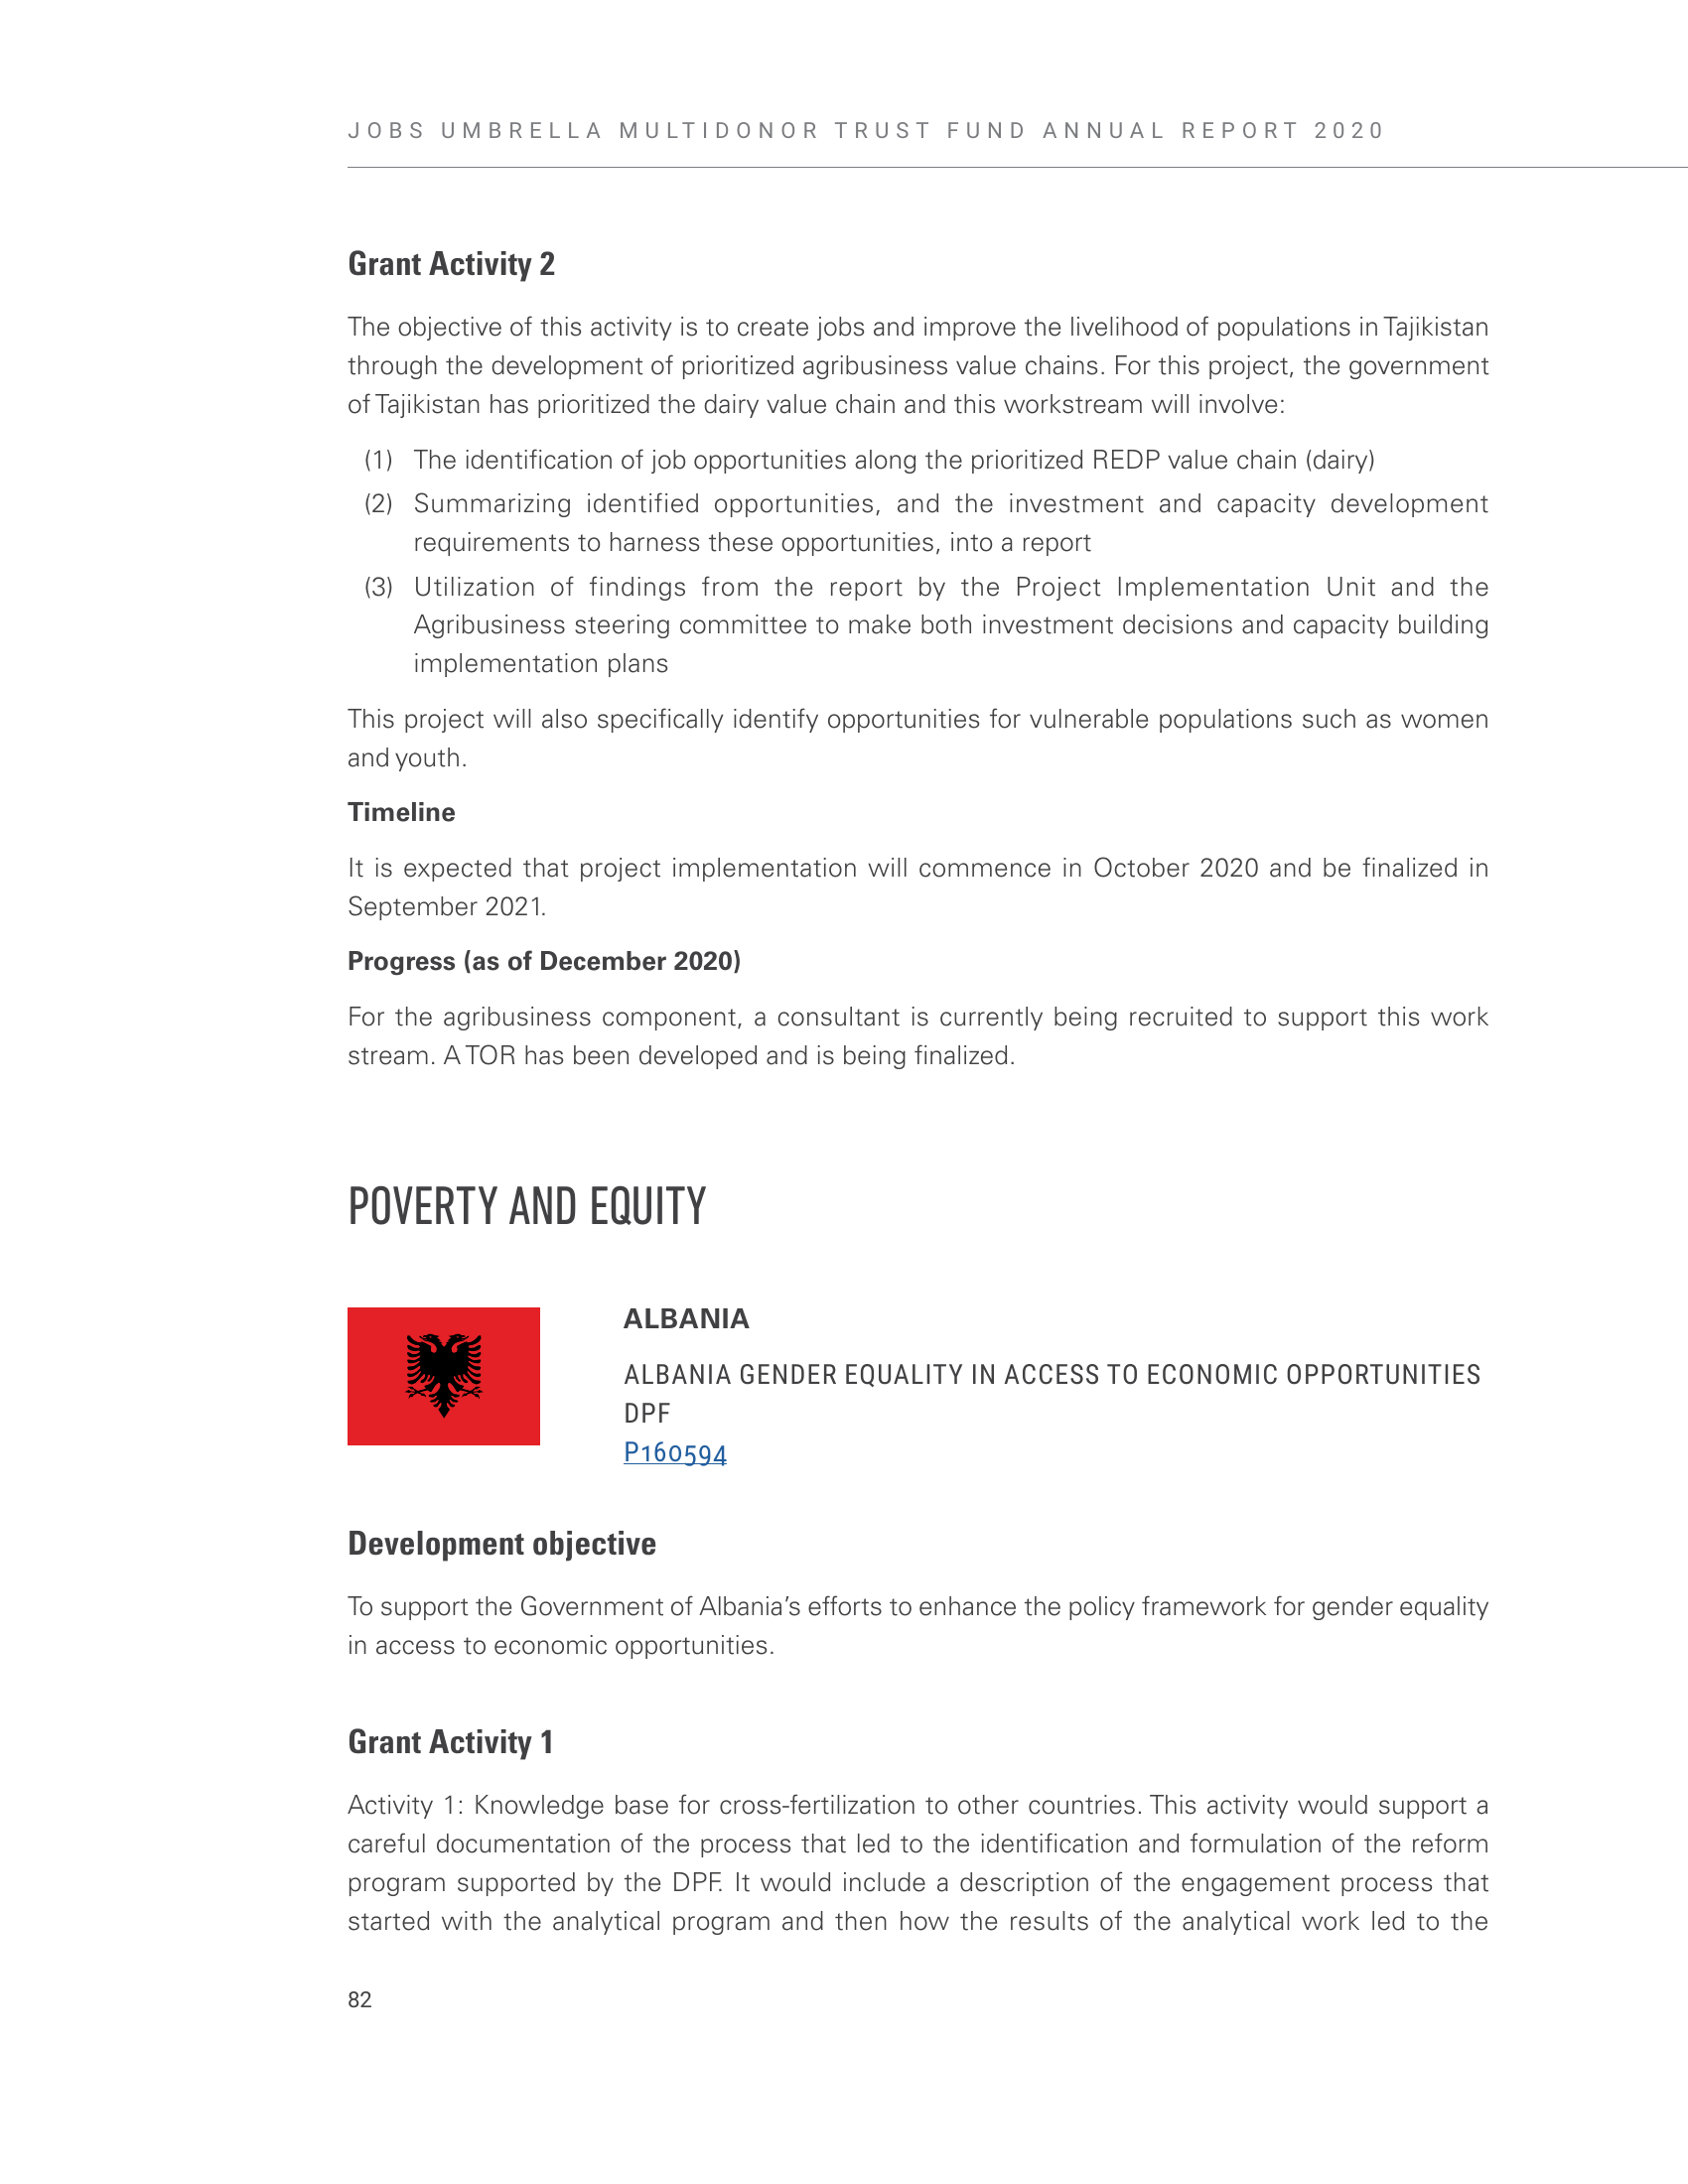 JOBS UMBRELLA MULTIDONOR TRUST FUND ANNUAL REPORT 2020
Grant Activity 2
The objective of this activity is to create jobs and improve the livelihood of populations in Tajikistan
through the development of prioritized agribusiness value chains. For this project, the government
of Tajikistan has prioritized the dairy value chain and this workstream will involve:
(1) The identification of job opportunities along the prioritized REDP value chain (dairy)
(2) Summarizing identified opportunities, and the investment and capacity development
requirements to harness these opportunities, into a report
(3) Utilization of findings from the report by the Project Implementation Unit and the
Agribusiness steering committee to make both investment decisions and capacity building
implementation plans
This project will also specifically identify opportunities for vulnerable populations such as women
and youth.
Timeline
It is expected that project implementation will commence in October 2020 and be finalized in
September 2021.
Progress (as of December 2020)
For the agribusiness component, a consultant is currently being recruited to support this work
stream. A TOR has been developed and is being finalized.
POVERTY AND EQUITY
ALBANIA
ALBANIA GENDER EQUALITY IN ACCESS TO ECONOMIC OPPORTUNITIES
DPF
P160594
Development objective
To support the Government of Albania’s efforts to enhance the policy framework for gender equality
in access to economic opportunities.
Grant Activity 1
Activity 1: Knowledge base for cross-fertilization to other countries. This activity would support a
careful documentation of the process that led to the identification and formulation of the reform
program supported by the DPF. It would include a description of the engagement process that
started with the analytical program and then how the results of the analytical work led to the
82